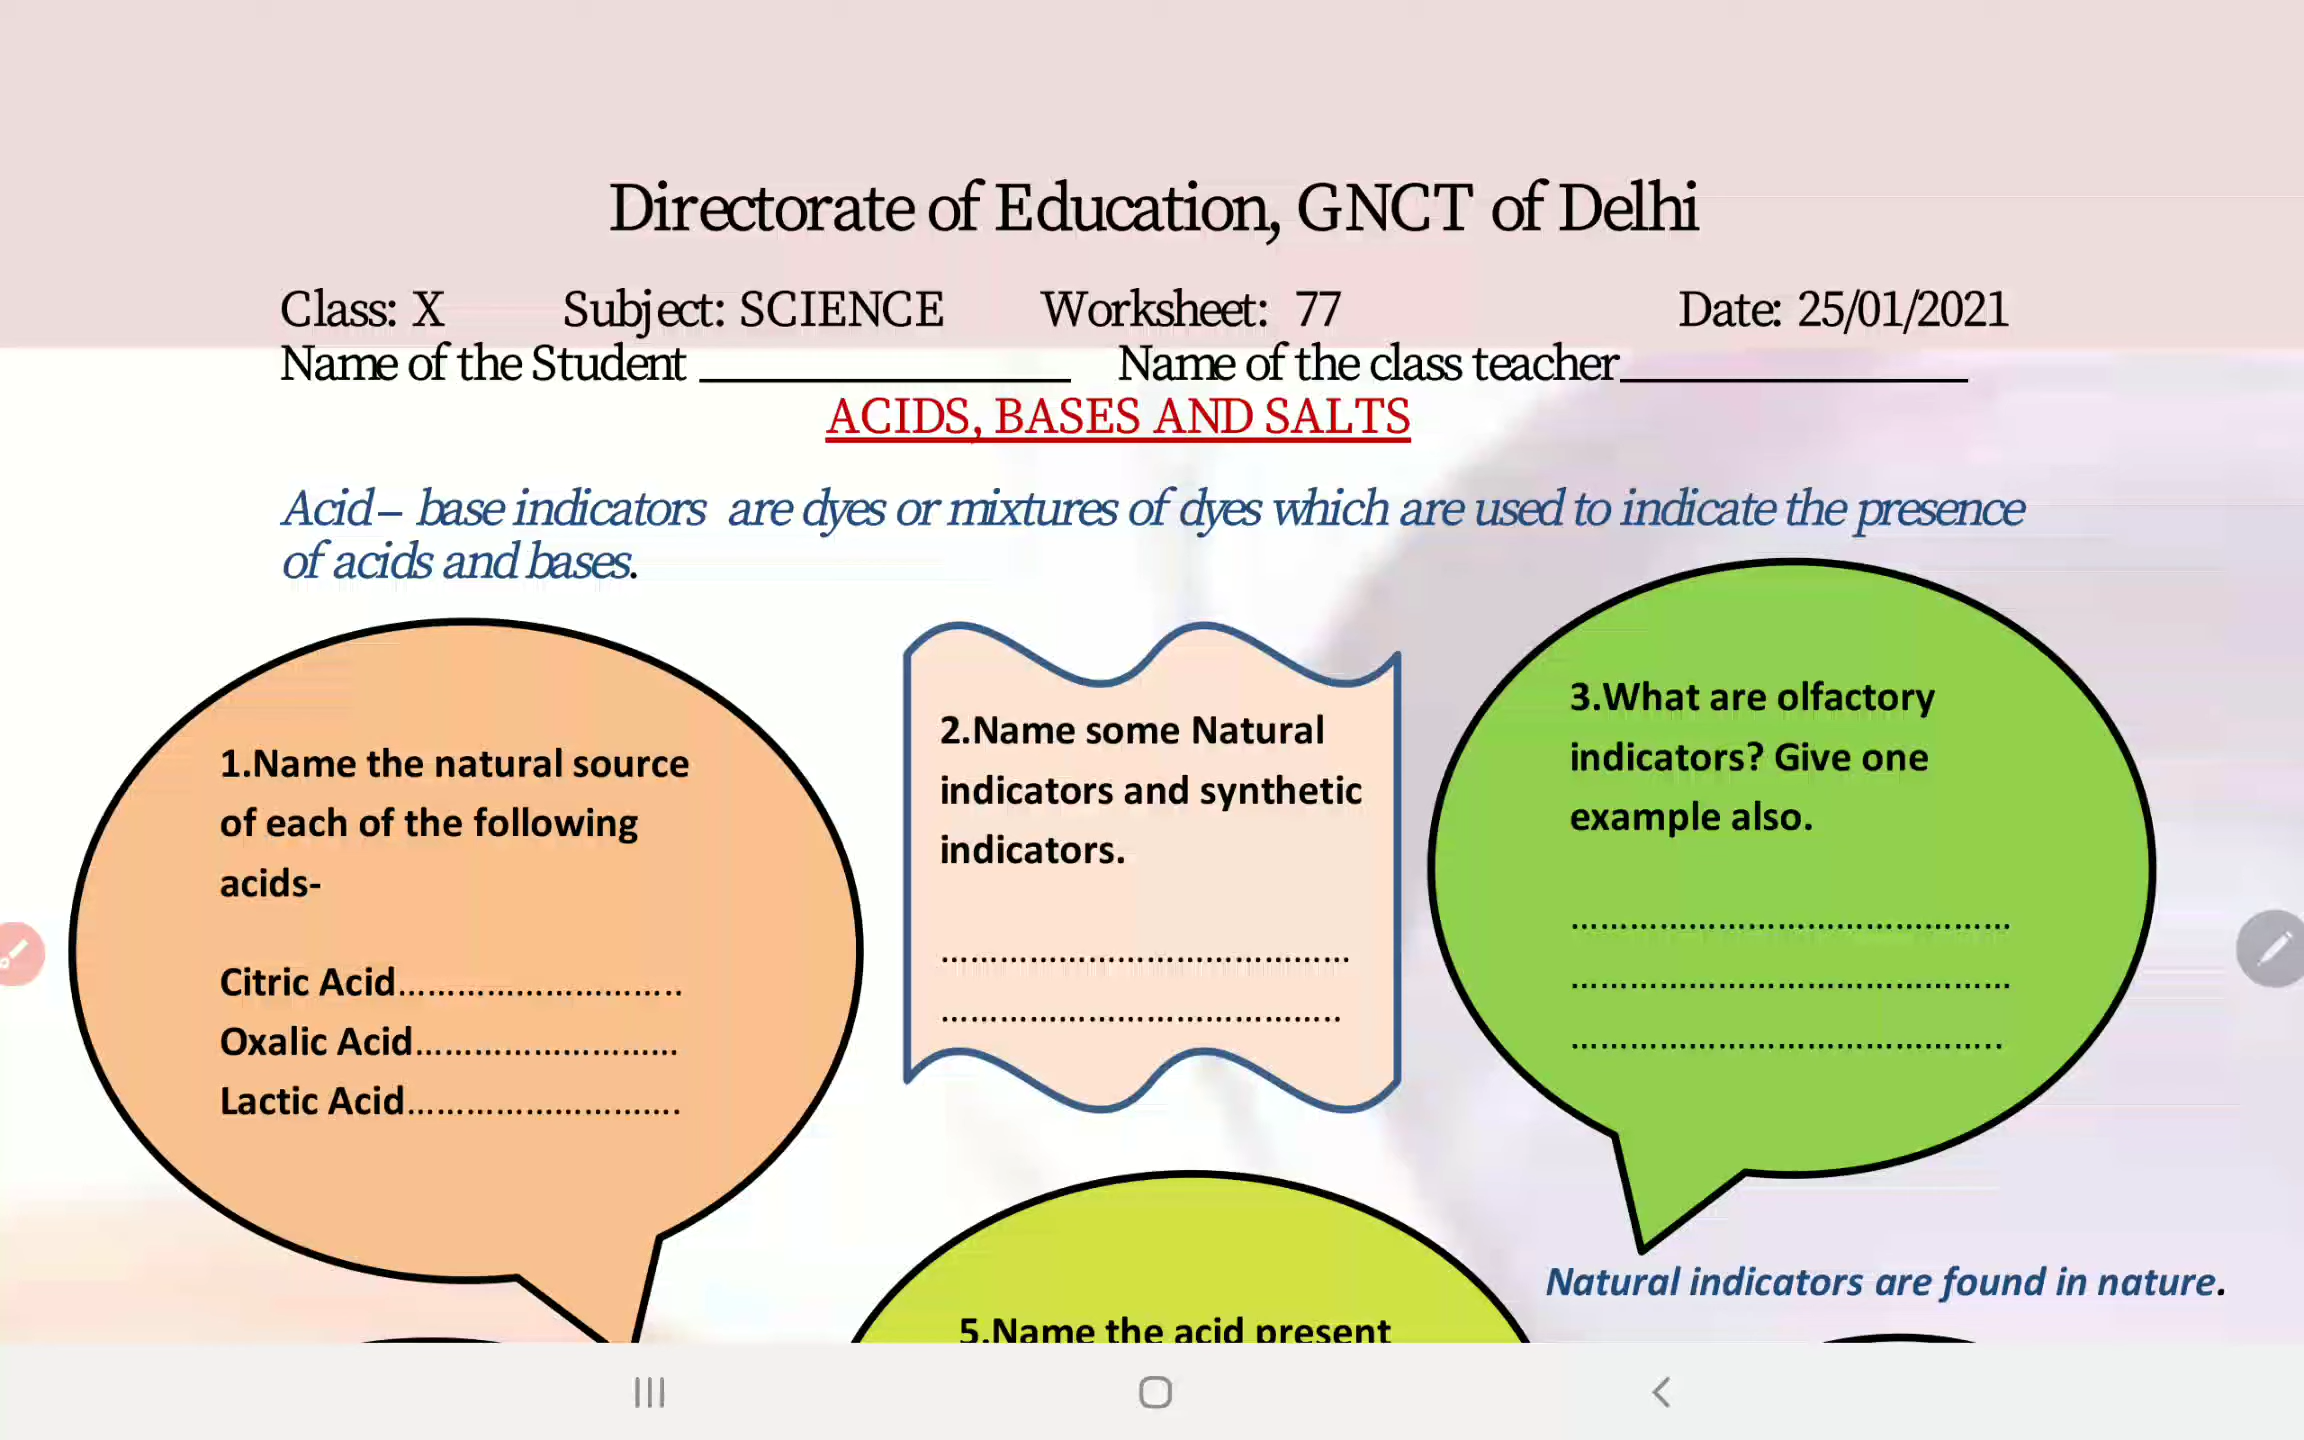 Directorate of Education, GNCT of Delhi
Class: X Subject: SCIENCE Worksheet: 77 Date: 25/01/2021
Name of the Student ______________ Name of the class teacher_____________
ACIDS, BASES AND SALTS
Acid– base indicators are dyes or mixtures of dyes which are used to indicate the presence
of acids and bases.
1.Name the natural source
of each of the following
acids-
Citric Acid...............................
Oxalic Acid.............................
Lactic Acid..............................
2.Name some Natural
indicators and synthetic
indicators.
.............................................
............................................
3.What are olfactory
indicators? Give one
example also.
................................................
................................................
...............................................
Natural indicators are found in nature.
5.Name the acid present